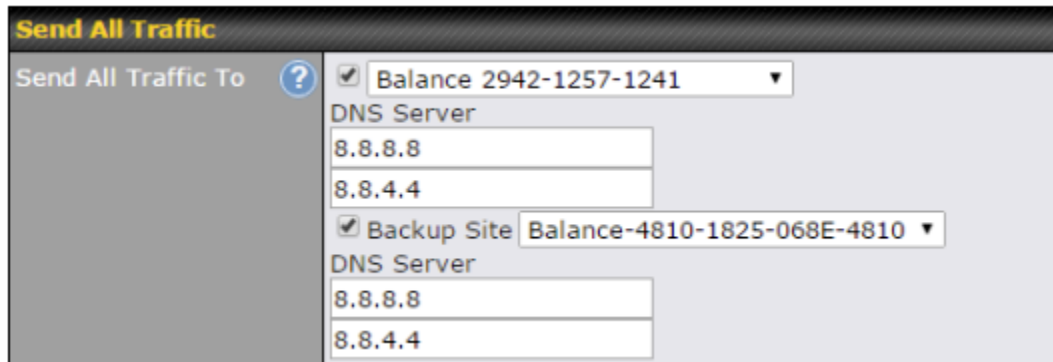 Send All Traffic
Send All Traffic To ? Balance 2942-1257-1241
DNS Server
8.8.8.8
8.8.4.4
Backup Site Balance-4810-1825-068E-4810
DNS Server
8.8.8.8
8.8.4.4